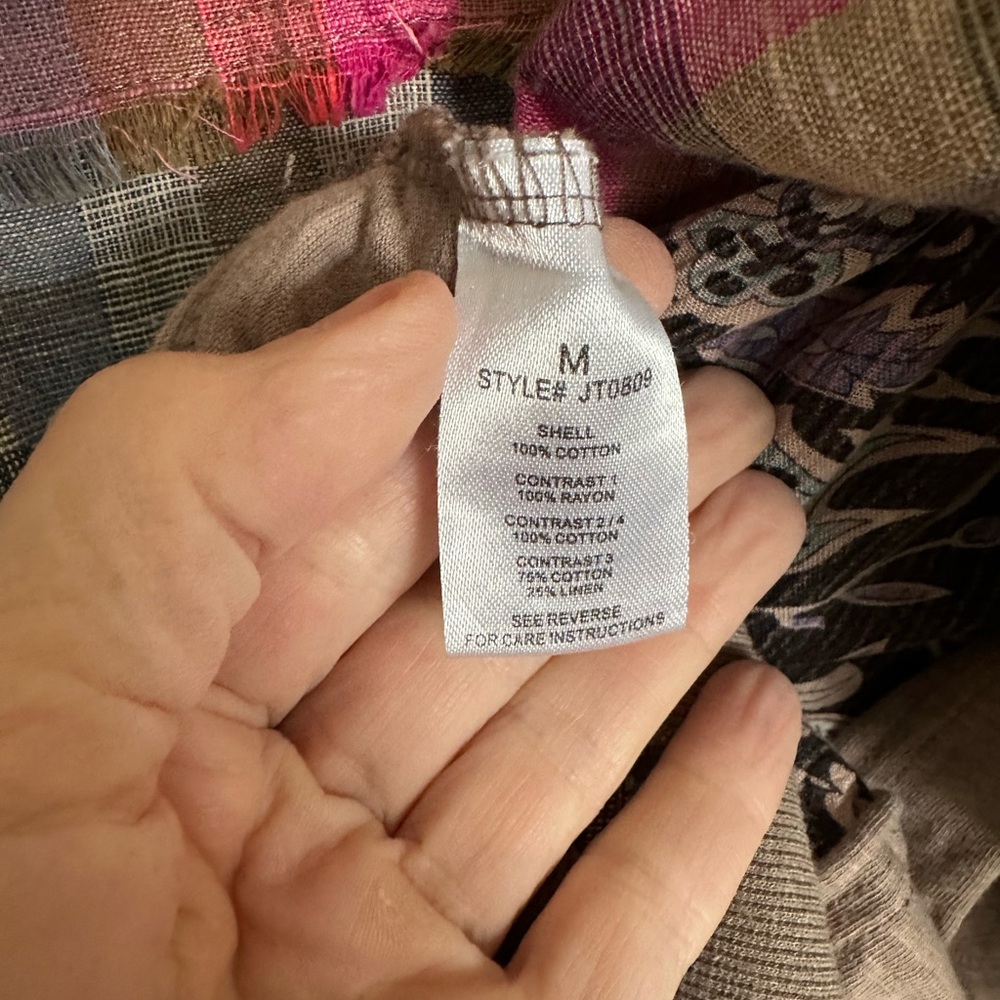 M
STYLE# JT0809
SHELL
100% COTTON
CONTRAST 1
100% RAYON
CONTRAST 2 / 4
100% COTTON
CONTRAST 3
75% COTTON
25% LINEN
SEE REVERSE
FOR CARE INSTRUCTIONS